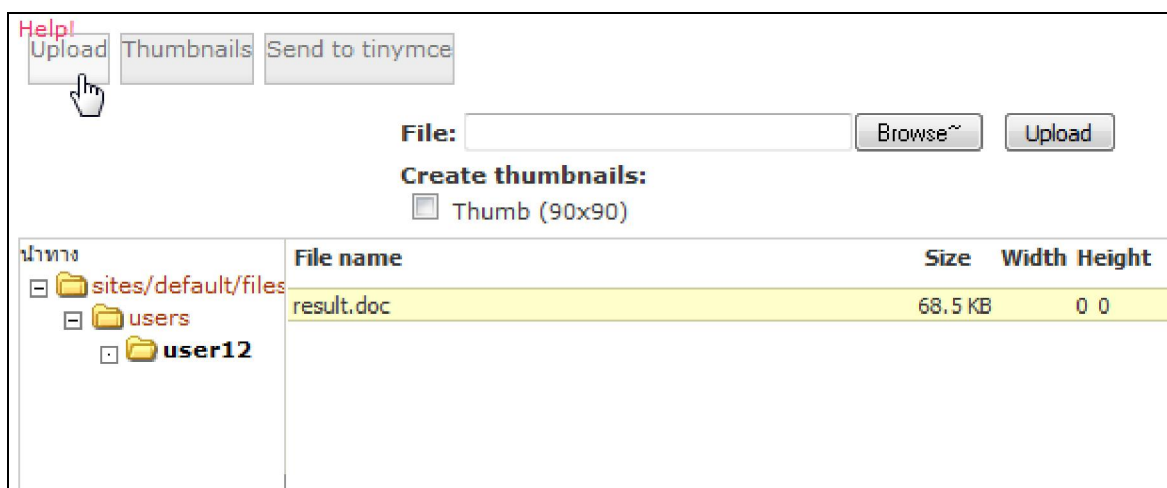 Help!
Upload Thumbnails Send to tinymce
File: Browse~ Upload
Create thumbnails:
Thumb (90x90)
นำทาง
sites/default/files
users
user12
File name Size Width Height
result.doc 68.5 KB 0 0